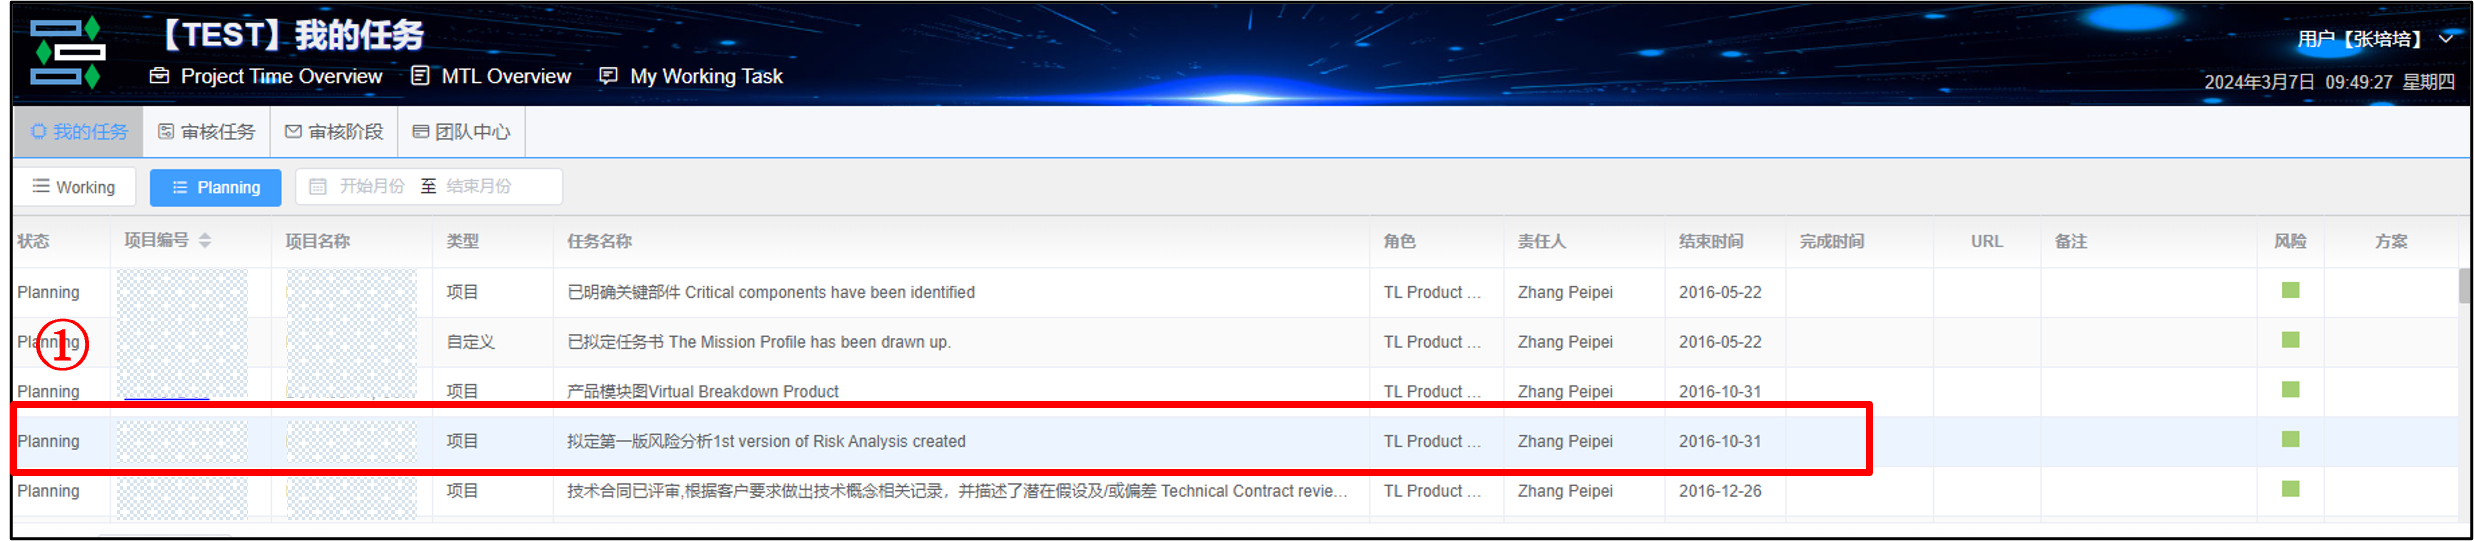 【TEST】我的任务
Project Time Overview MTL Overview My Working Task
用户【张培培】
2024年3月7日 09:49:27 星期四
我的任务 审核任务 审核阶段 团队中心
Working Planning 开始月份 至 结束月份
状态 项目编号 项目名称 类型 任务名称 角色 责任人 结束时间 完成时间 URL 备注 风险 方案
Planning 项目 已明确关键部件 Critical components have been identified TL Product ... Zhang Peipei 2016-05-22
Planning 自定义 已拟定任务书 The Mission Profile has been drawn up. TL Product ... Zhang Peipei 2016-05-22
①
Planning 项目 产品模块图Virtual Breakdown Product TL Product ... Zhang Peipei 2016-10-31
Planning 项目 拟定第一版风险分析1st version of Risk Analysis created TL Product ... Zhang Peipei 2016-10-31
Planning 项目 技术合同已评审,根据客户要求做出技术概念相关记录，并描述了潜在假设及/或偏差 Technical Contract revie... TL Product ... Zhang Peipei 2016-12-26